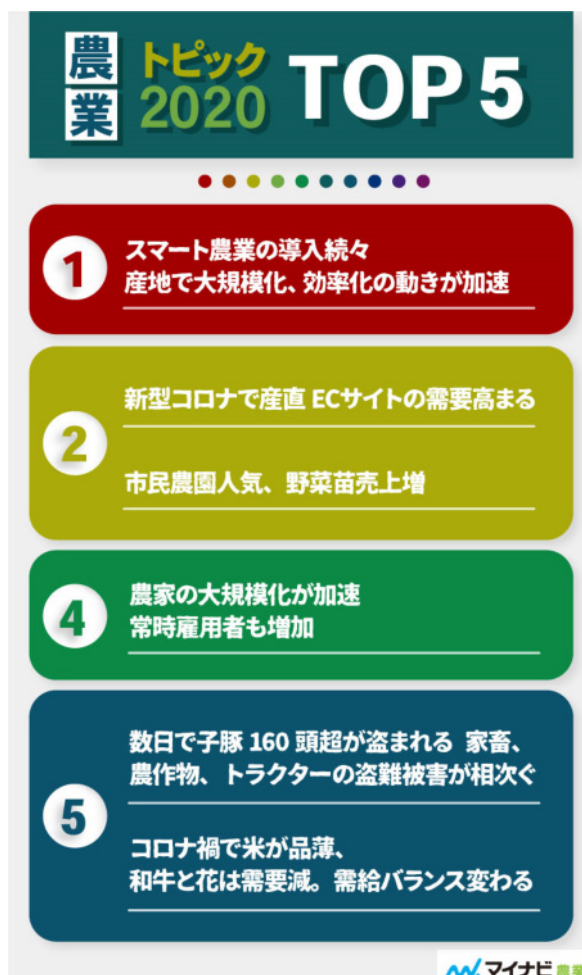 農業
トピック
2020
TOP 5
1
スマート農業の導入続々
産地で大規模化、効率化の動きが加速
2
新型コロナで産直 ECサイトの需要高まる
市民農園人気、野菜苗売上増
4
農家の大規模化が加速
常時雇用者も増加
5
数日で子豚 160 頭超が盗まれる 家畜、
農作物、トラクターの盗難被害が相次ぐ
コロナ禍で米が品薄、
和牛と花は需要減。需給バランス変わる
マイナビ農業